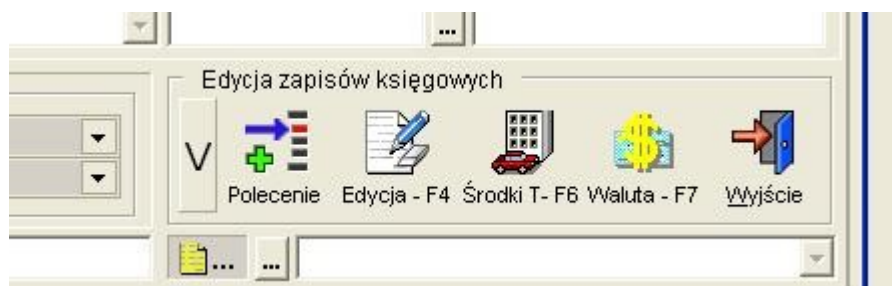 ...
Edycja zapisów księgowych
V
Polecenie Edycja - F4 Środki T- F6 Waluta - F7 Wyjście
... ...